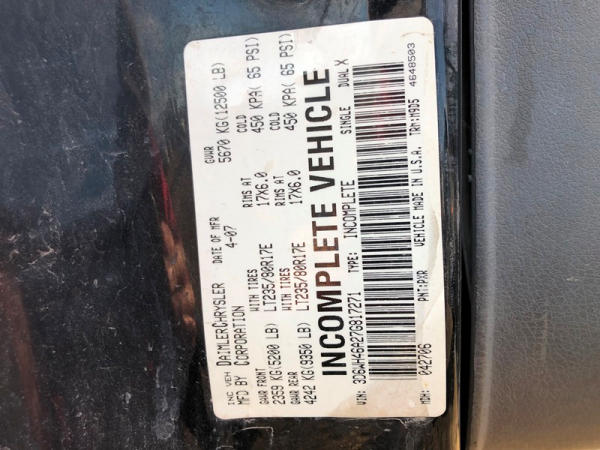 INC VEH DAIMLERCHRYSLER DATE OF MFR GVWR
MFD BY CORPORATION 4-07 5670 KG(12500 LB)
GAWR FRONT WITH TIRES RIMS AT COLD
2359 KG(5200 LB) LT235/80R17E 17X6.0 450 KPA( 65 PSI)
GAWR REAR WITH TIRES RIMS AT COLD
4242 KG(9350 LB) LT235/80R17E 17X6.0 450 KPA( 65 PSI)
INCOMPLETE VEHICLE
VIN: 3D6WH46A27G817271 TYPE: INCOMPLETE SINGLE DUAL X
MDH: 042706 PNT:PXR VEHICLE MADE IN U.S.A. TRM:M9D5 4648503